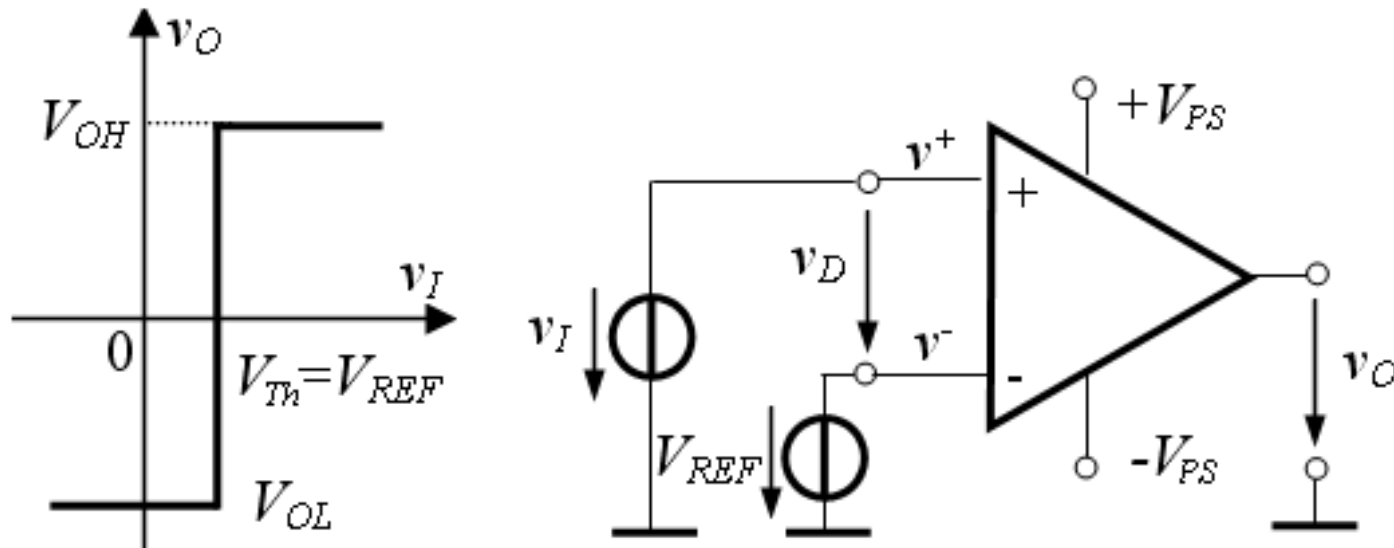 v_O
V_OH
v_I
0
V_Th=V_REF
V_OL
+V_PS
v^+
+
v_D
v_I
v^-
-
v_O
V_REF
-V_PS